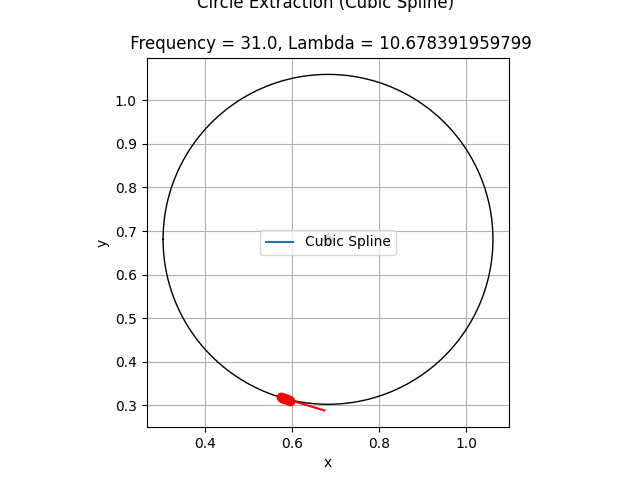 Circle Extraction (Cubic Spline)
Frequency = 31.0, Lambda = 10.678391959799
1.0
0.9
0.8
0.7
0.6
0.5
0.4
0.3
y
Cubic Spline
0.4 0.6 0.8 1.0
x